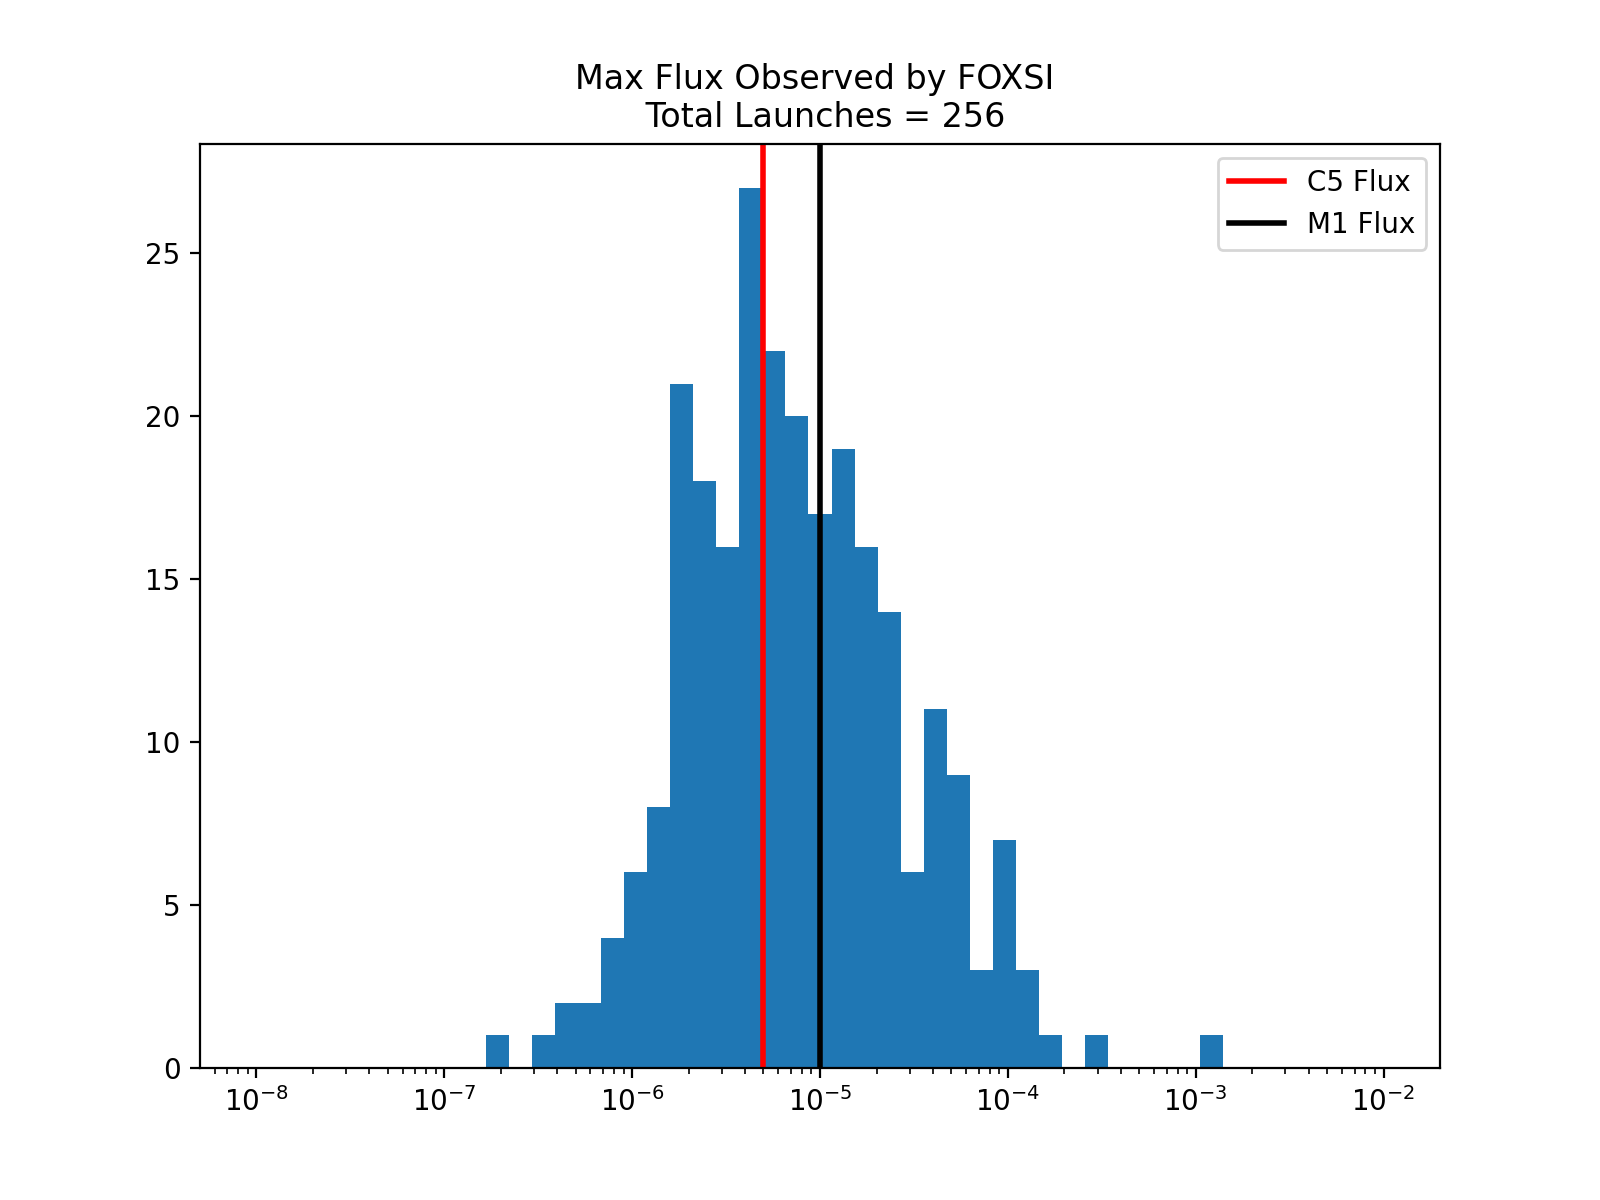 Max Flux Observed by FOXSI
Total Launches = 256
C5 Flux
M1 Flux
25
20
15
10
5
0
10⁻⁸ 10⁻⁷ 10⁻⁶ 10⁻⁵ 10⁻⁴ 10⁻³ 10⁻²